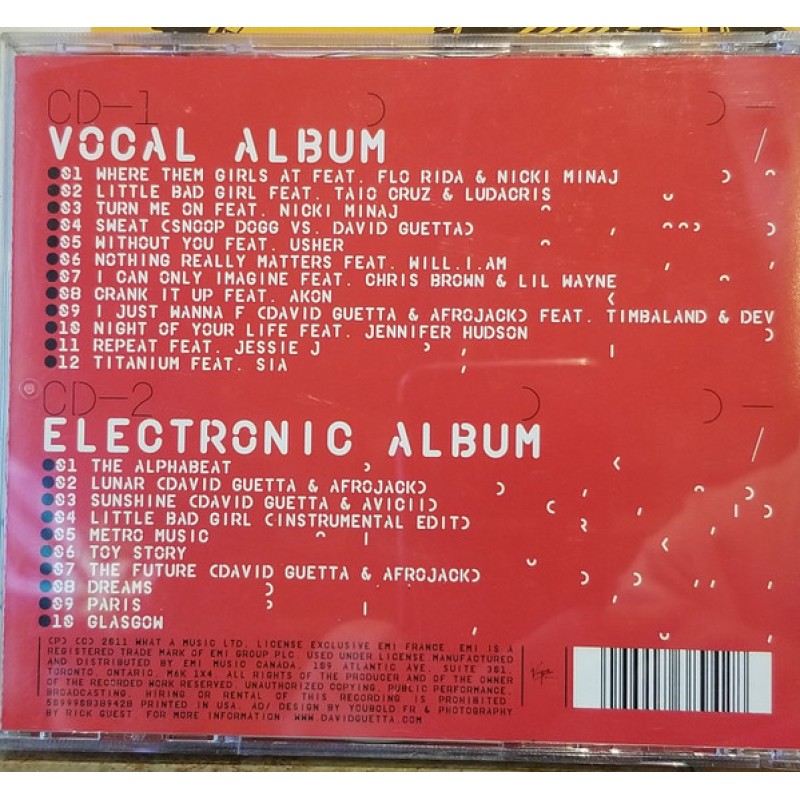 CD-1
VOCAL ALBUM
01 WHERE THEM GIRLS AT FEAT. FLO RIDA & NICKI MINAJ
02 LITTLE BAD GIRL FEAT. TAIO CRUZ & LUDACRIS
03 TURN ME ON FEAT. NICKI MINAJ
04 SWEAT (SNOOP DOGG VS. DAVID GUETTA)
05 WITHOUT YOU FEAT. USHER
06 NOTHING REALLY MATTERS FEAT. WILL.I.AM
07 I CAN ONLY IMAGINE FEAT. CHRIS BROWN & LIL WAYNE
08 CRANK IT UP FEAT. AKON
09 I JUST WANNA F (DAVID GUETTA & AFROJACK) FEAT. TIMBALAND & DEV
10 NIGHT OF YOUR LIFE FEAT. JENNIFER HUDSON
11 REPEAT FEAT. JESSIE J
12 TITANIUM FEAT. SIA
CD-2
ELECTRONIC ALBUM
01 THE ALPHABEAT
02 LUNAR (DAVID GUETTA & AFROJACK)
03 SUNSHINE (DAVID GUETTA & AVICII)
04 LITTLE BAD GIRL (INSTRUMENTAL EDIT)
05 METRO MUSIC
06 TOY STORY
07 THE FUTURE (DAVID GUETTA & AFROJACK)
08 DREAMS
09 PARIS
10 GLASGOW
(P) (C) 2011 WHAT A MUSIC LTD, LICENSE EXCLUSIVE EMI FRANCE. EMI IS A
REGISTERED TRADE MARK OF EMI GROUP PLC. USED UNDER LICENSE.MANUFACTURED
AND DISTRIBUTED BY EMI MUSIC CANADA, 109 ATLANTIC AVE, SUITE 301,
TORONTO, ONTARIO, M6K 1X4. ALL RIGHTS OF THE PRODUCER AND OF THE OWNER
OF THE RECORDED WORK RESERVED. UNAUTHORIZED COPYING, PUBLIC PERFORMANCE,
BROADCASTING, HIRING OR RENTAL OF THIS RECORDING IS PROHIBITED.
5099908389428 PRINTED IN USA. AD/ DESIGN BY YOUBOLD.FR & PHOTOGRAPHY
BY RICK GUEST. FOR MORE INFORMATION: WWW.DAVIDGUETTA.COM
Virgin